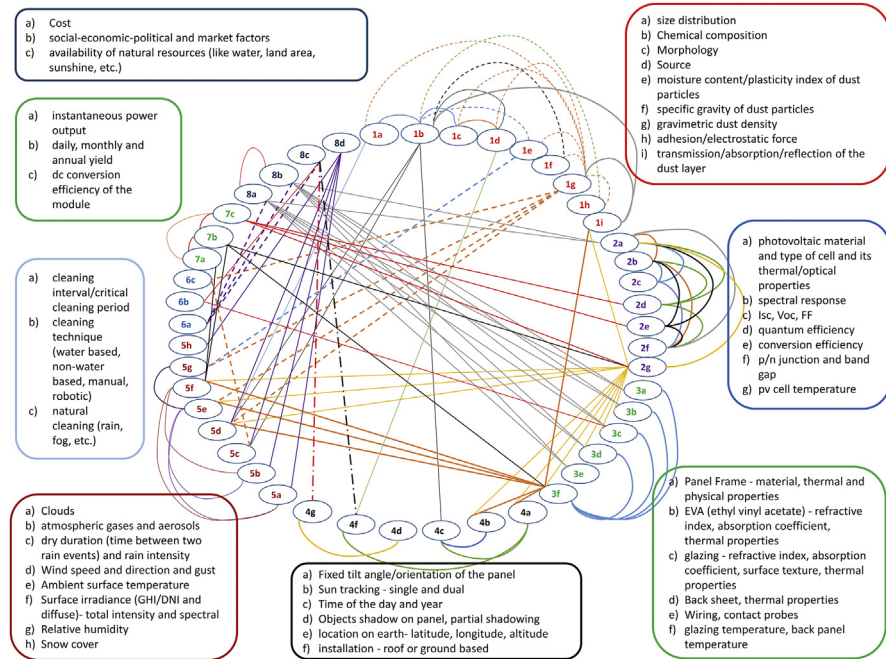 a) Cost
b) social-economic-political and market factors
c) availability of natural resources (like water, land area,
sunshine, etc.)
a) instantaneous power
output
b) daily, monthly and
annual yield
c) dc conversion
efficiency of the
module
a) cleaning
interval/critical
cleaning period
b) cleaning
technique
(water based,
non-water
based, manual,
robotic)
c) natural
cleaning (rain,
fog, etc.)
a) Clouds
b) atmospheric gases and aerosols
c) dry duration (time between two
rain events) and rain intensity
d) Wind speed and direction and gust
e) Ambient surface temperature
f) Surface irradiance (GHI/DNI and
diffuse)- total intensity and spectral
g) Relative humidity
h) Snow cover
8d
8c
8b
8a
7c
7b
7a
6c
6b
6a
5h
5g
5f
5e
5d
5c
5b
5a
4g
4f
4d
4c
4b
4a
1a
1b
1c
1d
1e
1f
1g
1h
1i
2a
2b
2c
2d
2e
2f
2g
3a
3b
3c
3d
3e
3f
a) Fixed tilt angle/orientation of the panel
b) Sun tracking - single and dual
c) Time of the day and year
d) Objects shadow on panel, partial shadowing
e) location on earth- latitude, longitude, altitude
f) installation - roof or ground based
a) size distribution
b) Chemical composition
c) Morphology
d) Source
e) moisture content/plasticity index of dust
particles
f) specific gravity of dust particles
g) gravimetric dust density
h) adhesion/electrostatic force
i) transmission/absorption/reflection of the
dust layer
a) photovoltaic material
and type of cell and its
thermal/optical
properties
b) spectral response
c) Isc, Voc, FF
d) quantum efficiency
e) conversion efficiency
f) p/n junction and band
gap
g) pv cell temperature
a) Panel Frame - material, thermal and
physical properties
b) EVA (ethyl vinyl acetate) - refractive
index, absorption coefficient,
thermal properties
c) glazing - refractive index, absorption
coefficient, surface texture, thermal
properties
d) Back sheet, thermal properties
e) Wiring, contact probes
f) glazing temperature, back panel
temperature